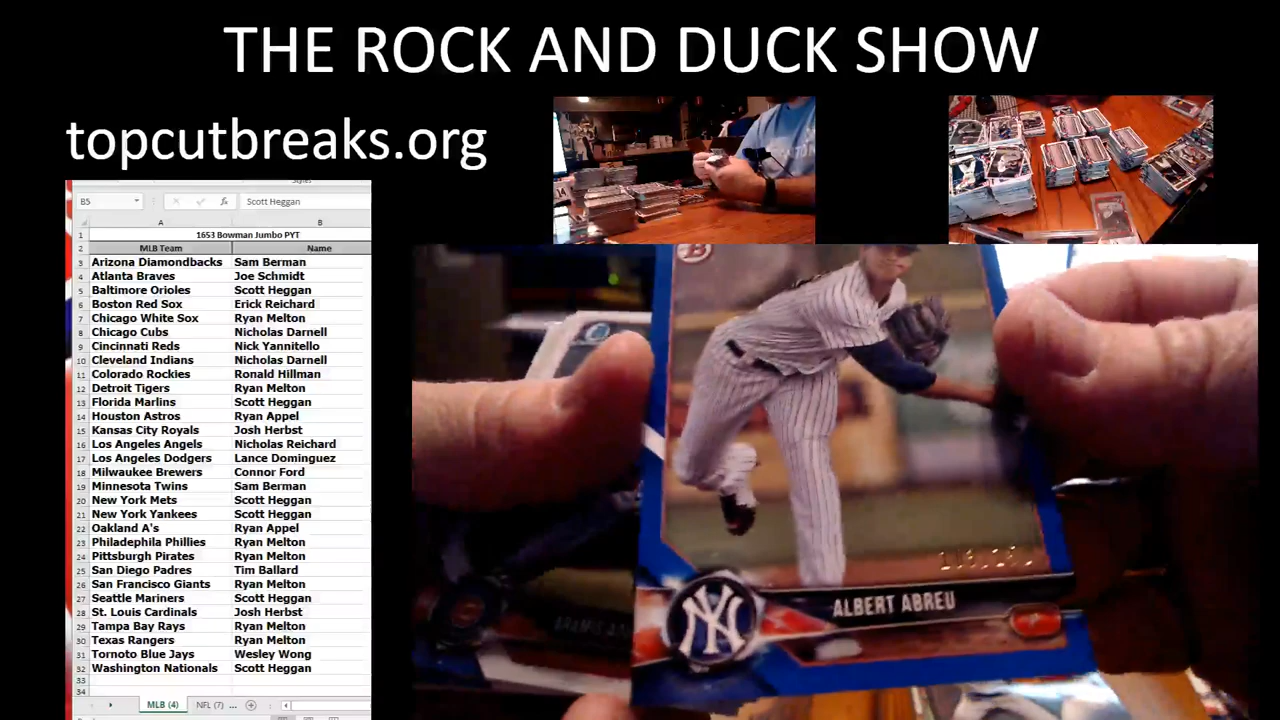 THE ROCK AND DUCK SHOW
topcutbreaks.org
B5 Scott Heggan
A B
1 1653 Bowman Jumbo PYT
2 MLB Team Name
3 Arizona Diamondbacks Sam Berman
4 Atlanta Braves Joe Schmidt
5 Baltimore Orioles Scott Heggan
6 Boston Red Sox Erick Reichard
7 Chicago White Sox Ryan Melton
8 Chicago Cubs Nicholas Darnell
9 Cincinnati Reds Nick Yannitello
10 Cleveland Indians Nicholas Darnell
11 Colorado Rockies Ronald Hillman
12 Detroit Tigers Ryan Melton
13 Florida Marlins Scott Heggan
14 Houston Astros Ryan Appel
15 Kansas City Royals Josh Herbst
16 Los Angeles Angels Nicholas Reichard
17 Los Angeles Dodgers Lance Dominguez
18 Milwaukee Brewers Connor Ford
19 Minnesota Twins Sam Berman
20 New York Mets Scott Heggan
21 New York Yankees Scott Heggan
22 Oakland A's Ryan Appel
23 Philadephila Phillies Ryan Melton
24 Pittsburgh Pirates Ryan Melton
25 San Diego Padres Tim Ballard
26 San Francisco Giants Ryan Melton
27 Seattle Mariners Scott Heggan
28 St. Louis Cardinals Josh Herbst
29 Tampa Bay Rays Ryan Melton
30 Texas Rangers Ryan Melton
31 Tornoto Blue Jays Wesley Wong
32 Washington Nationals Scott Heggan
33
34
MLB (4) NFL (7) ...
B
NY
ALBERT ABREU